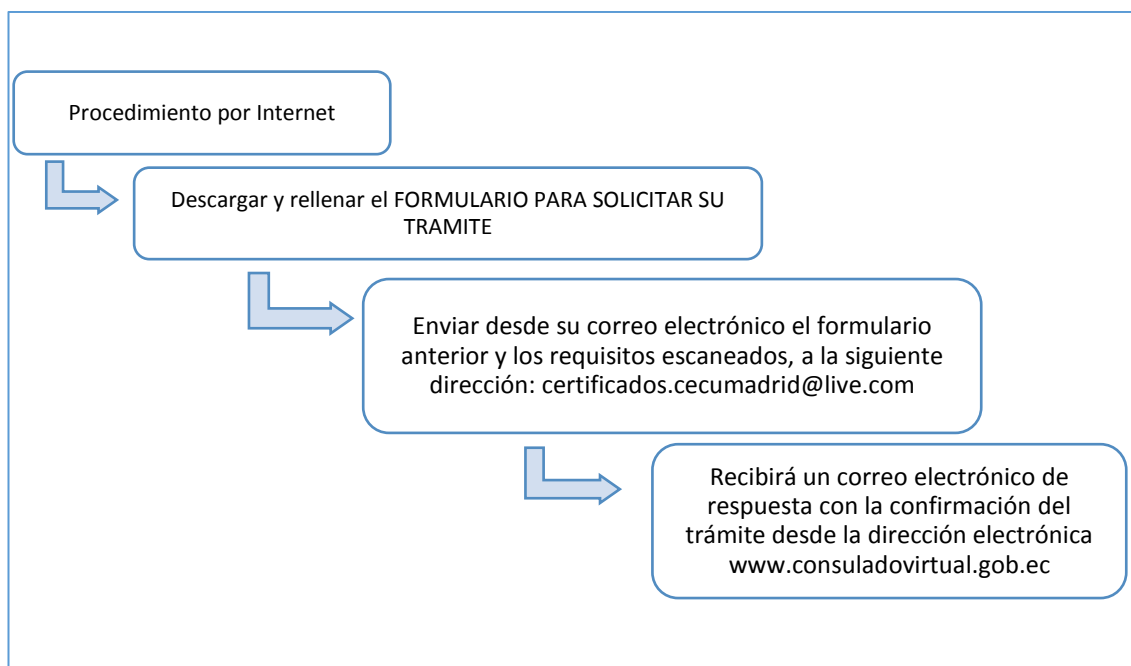 Procedimiento por Internet
Descargar y rellenar el FORMULARIO PARA SOLICITAR SU
TRAMITE
Enviar desde su correo electrónico el formulario
anterior y los requisitos escaneados, a la siguiente
dirección: certificados.cecumadrid@live.com
Recibirá un correo electrónico de
respuesta con la confirmación del
trámite desde la dirección electrónica
www.consuladovirtual.gob.ec